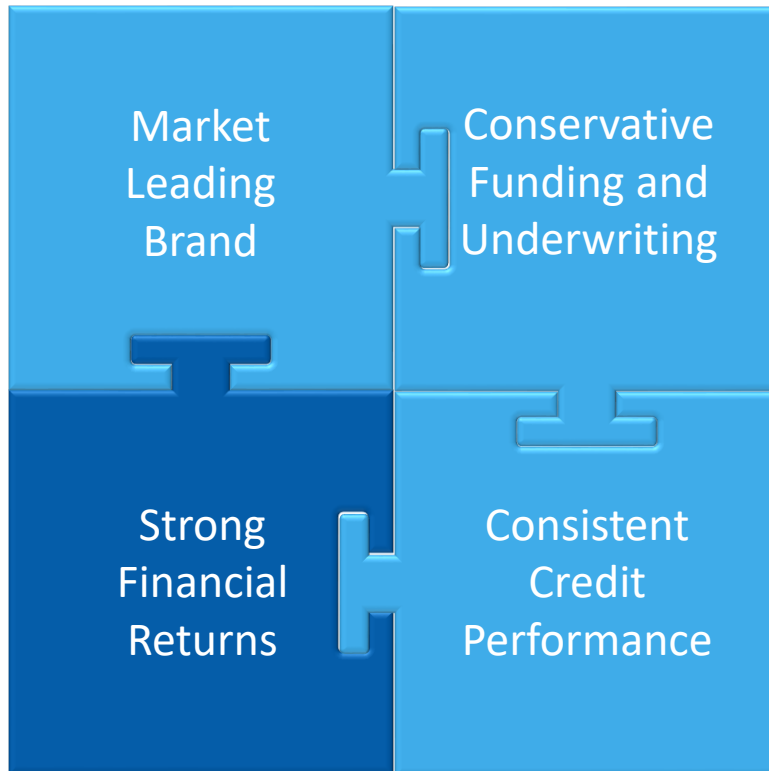 Market
Leading
Brand
Conservative
Funding and
Underwriting
Strong
Financial
Returns
Consistent
Credit
Performance